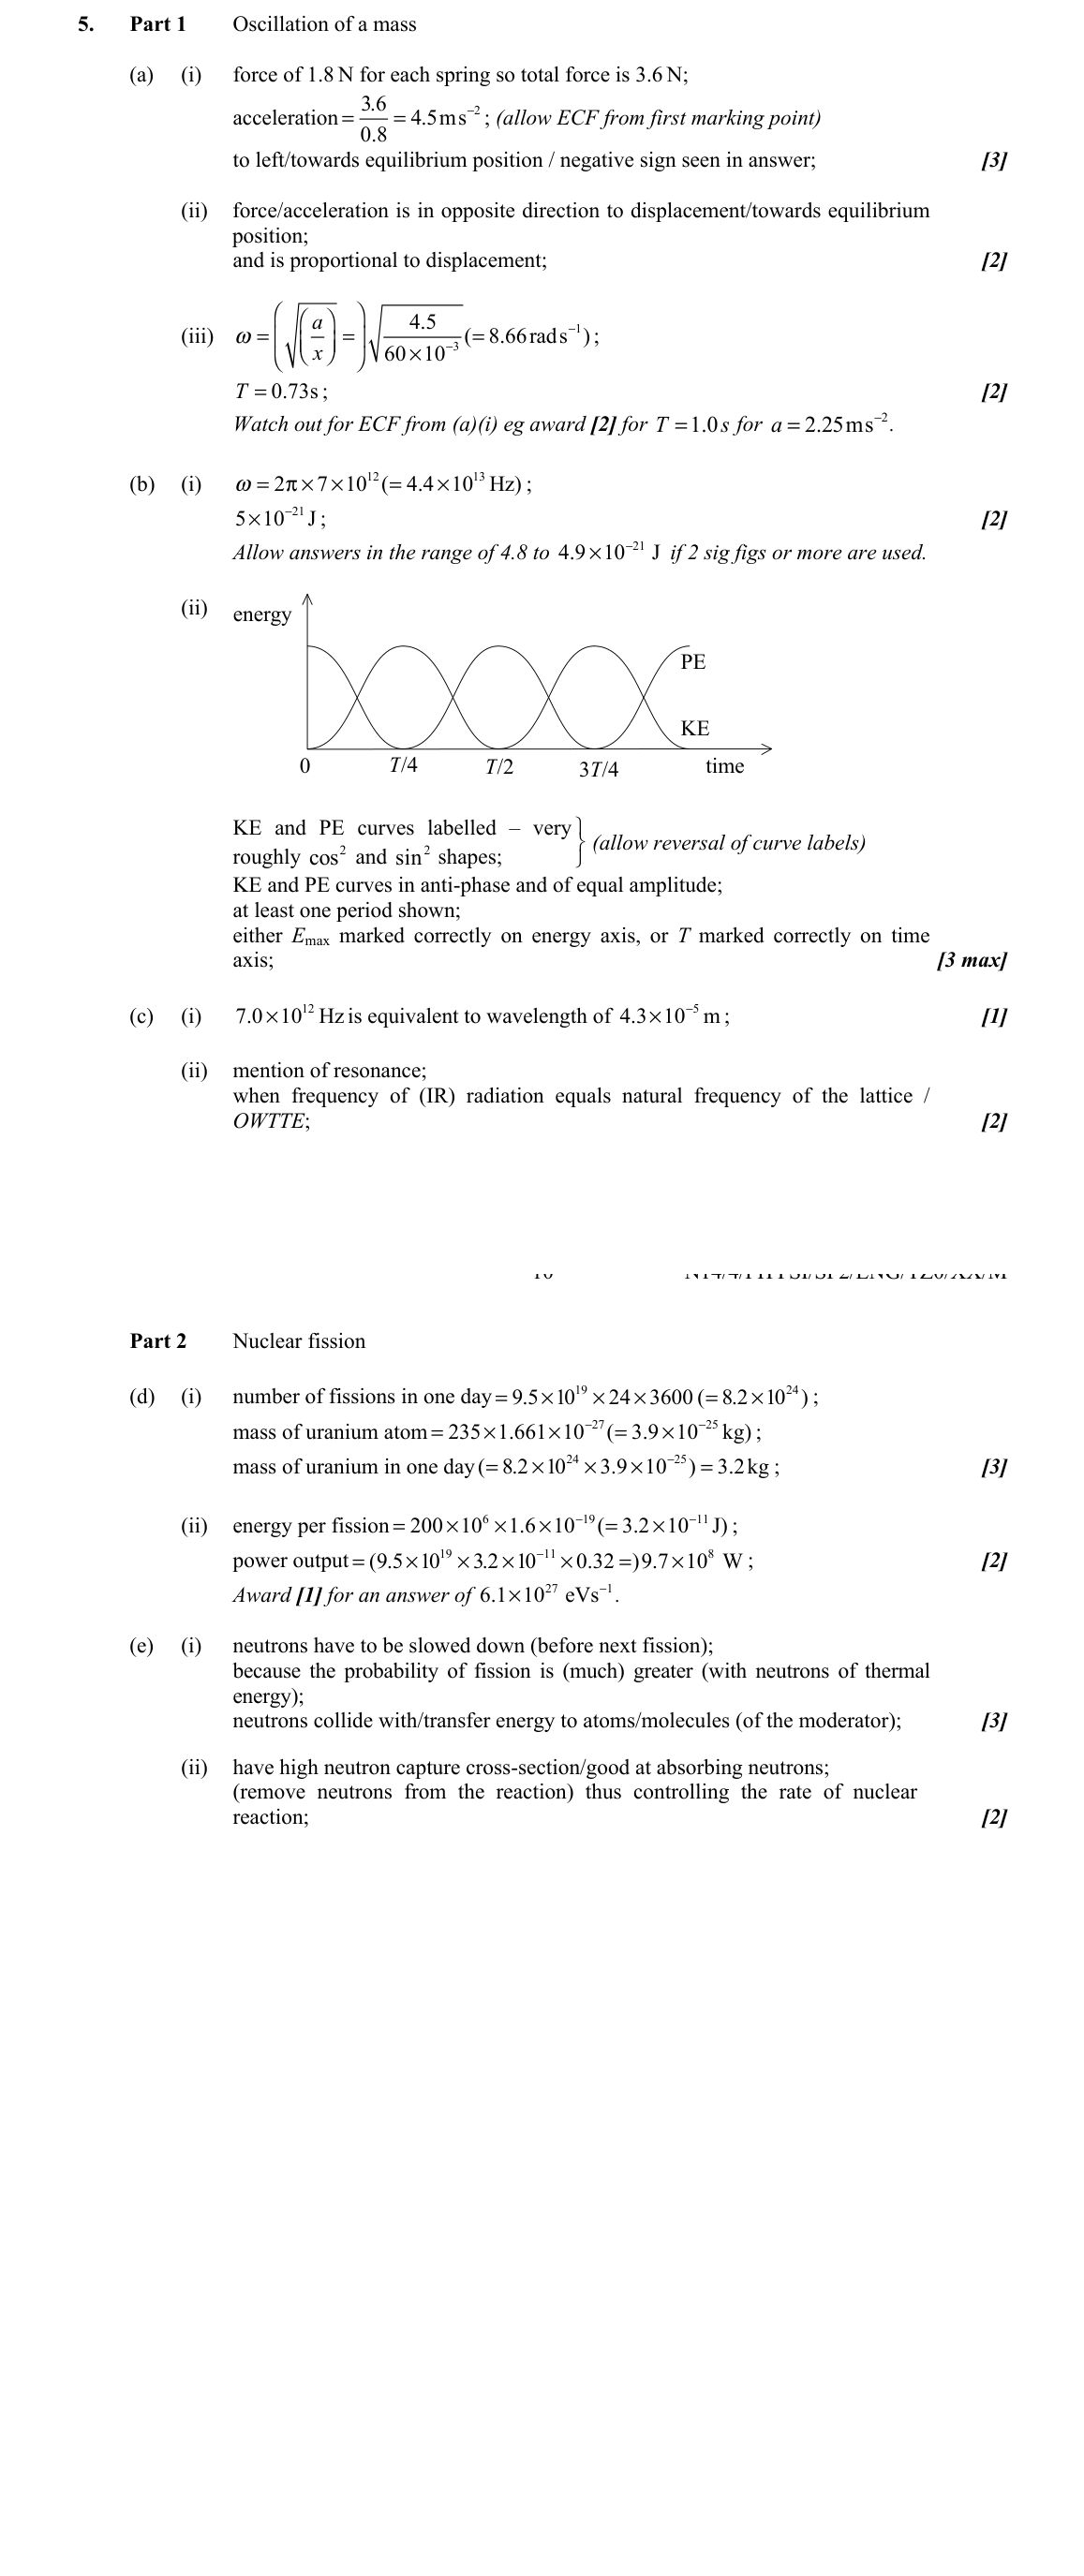 5. Part 1 Oscillation of a mass
(a) (i) force of 1.8 N for each spring so total force is 3.6 N;
acceleration = 3.6/0.8 = 4.5 m s⁻²; (allow ECF from first marking point)
to left/towards equilibrium position / negative sign seen in answer; [3]
(ii) force/acceleration is in opposite direction to displacement/towards equilibrium
position;
and is proportional to displacement; [2]
(iii) ω = (√(a/x) =) √(4.5/60×10⁻³) (= 8.66 rad s⁻¹);
T = 0.73 s; [2]
Watch out for ECF from (a)(i) eg award [2] for T = 1.0 s for a = 2.25 m s⁻².
(b) (i) ω = 2π×7×10¹² (= 4.4×10¹³ Hz);
5×10⁻²¹ J; [2]
Allow answers in the range of 4.8 to 4.9×10⁻²¹ J if 2 sig figs or more are used.
(ii) energy
PE
KE
0 T/4 T/2 3T/4 time
KE and PE curves labelled – very
roughly cos² and sin² shapes; } (allow reversal of curve labels)
KE and PE curves in anti-phase and of equal amplitude;
at least one period shown;
either Emax marked correctly on energy axis, or T marked correctly on time
axis; [3 max]
(c) (i) 7.0×10¹² Hz is equivalent to wavelength of 4.3×10⁻⁵ m; [1]
(ii) mention of resonance;
when frequency of (IR) radiation equals natural frequency of the lattice /
OWTTE; [2]
Part 2 Nuclear fission
(d) (i) number of fissions in one day = 9.5×10¹⁹ × 24 × 3600 (= 8.2×10²⁴);
mass of uranium atom = 235×1.661×10⁻²⁷ (= 3.9×10⁻²⁵ kg);
mass of uranium in one day (= 8.2×10²⁴ × 3.9×10⁻²⁵) = 3.2 kg; [3]
(ii) energy per fission = 200×10⁶ ×1.6×10⁻¹⁹ (= 3.2×10⁻¹¹ J);
power output = (9.5×10¹⁹ × 3.2×10⁻¹¹ × 0.32 =) 9.7×10⁸ W; [2]
Award [1] for an answer of 6.1×10²⁷ eVs⁻¹.
(e) (i) neutrons have to be slowed down (before next fission);
because the probability of fission is (much) greater (with neutrons of thermal
energy);
neutrons collide with/transfer energy to atoms/molecules (of the moderator); [3]
(ii) have high neutron capture cross-section/good at absorbing neutrons;
(remove neutrons from the reaction) thus controlling the rate of nuclear
reaction; [2]